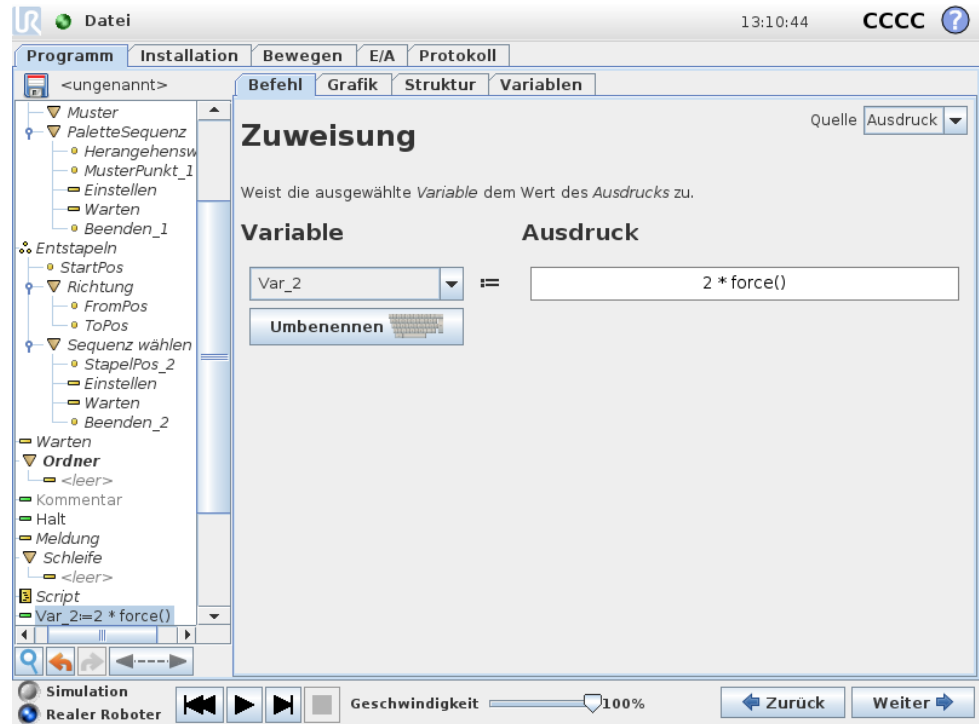 UR Datei 13:10:44 CCCC ?
Programm Installation Bewegen E/A Protokoll
<ungenannt> Befehl Grafik Struktur Variablen
Muster
PaletteSequenz
Herangehensw
MusterPunkt_1
Einstellen
Warten
Beenden_1
Entstapeln
StartPos
Richtung
FromPos
ToPos
Sequenz wählen
StapelPos_2
Einstellen
Warten
Beenden_2
Warten
Ordner
<leer>
Kommentar
Halt
Meldung
Schleife
<leer>
Script
Var_2:=2 * force()
Quelle Ausdruck
Zuweisung
Weist die ausgewählte Variable dem Wert des Ausdrucks zu.
Variable Ausdruck
Var_2 := 2 * force()
Umbenennen
Simulation
Realer Roboter
Geschwindigkeit 100% Zurück Weiter